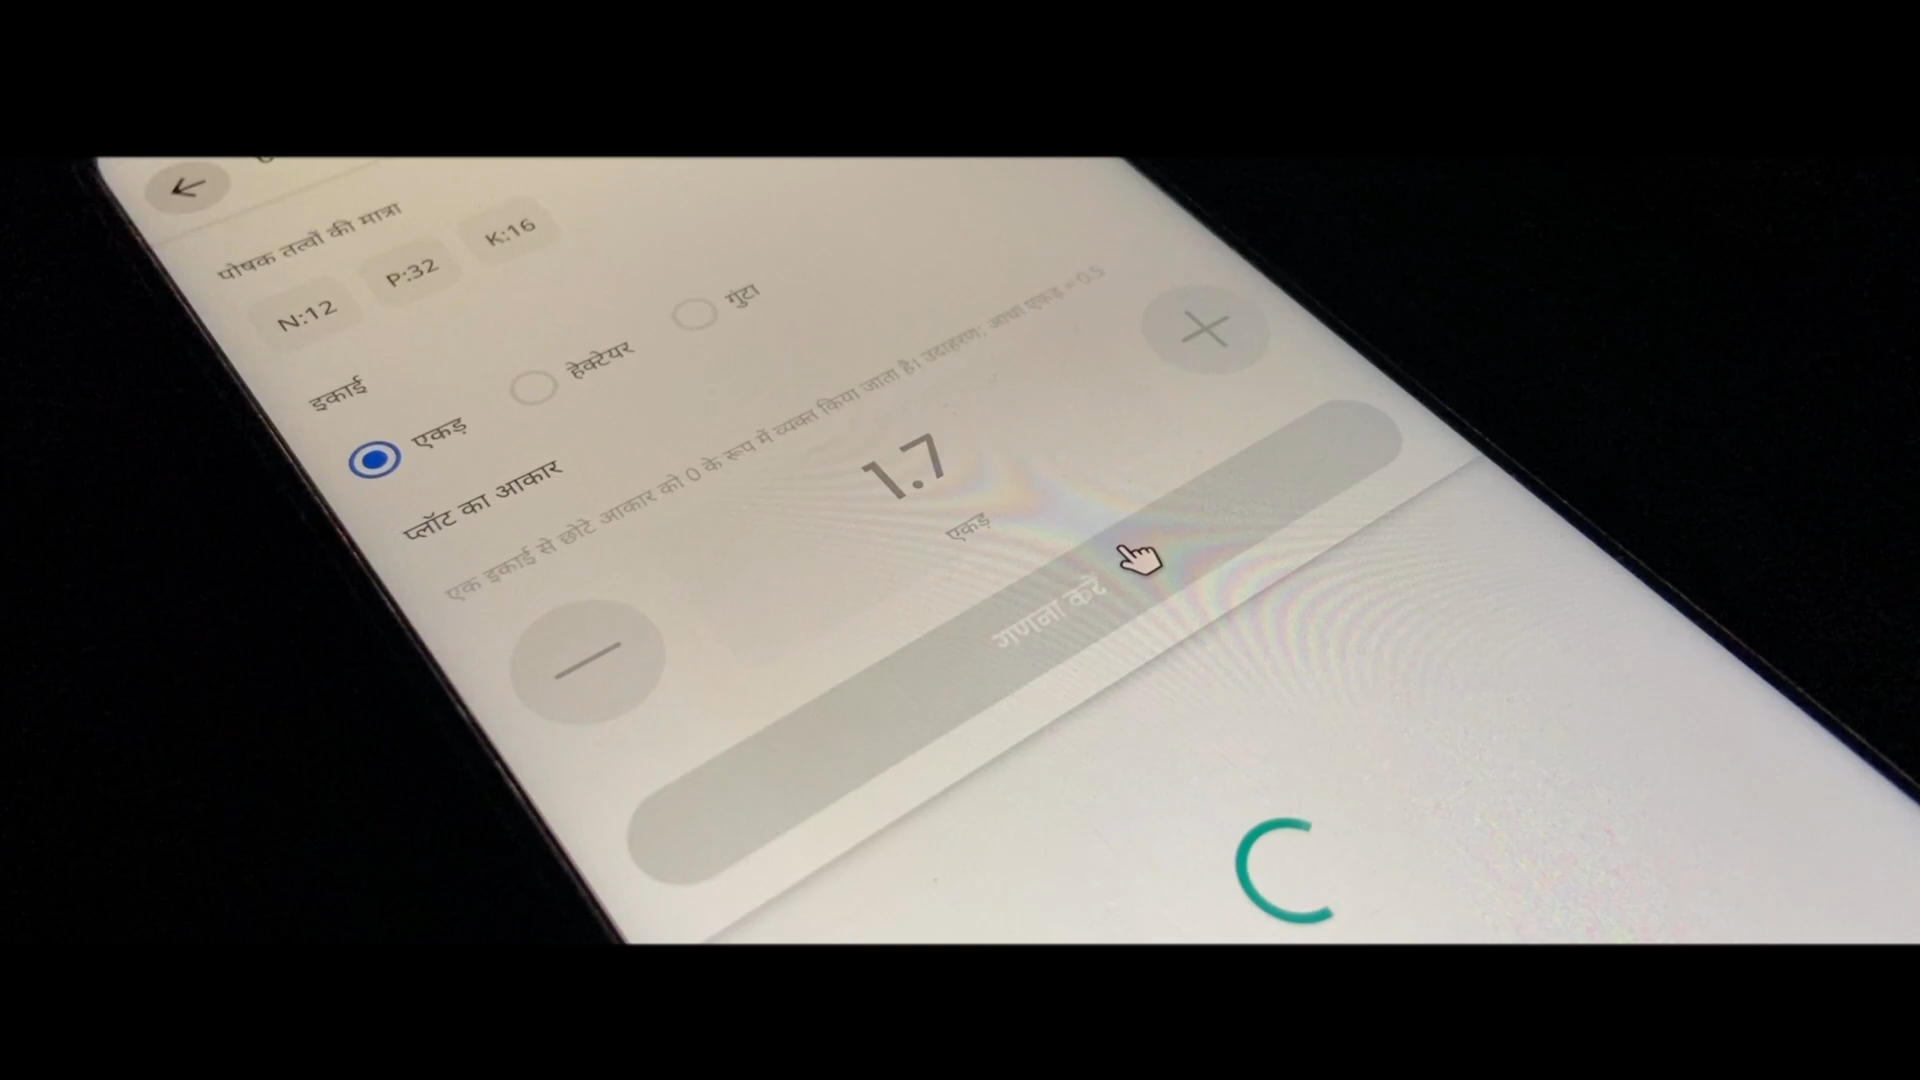 पोषक तत्वों की मात्रा
N:12 P:32 K:16
इकाई
एकड़ हेक्टेयर गुंटा
प्लॉट का आकार
एक इकाई से छोटे आकार को 0 के रूप में व्यक्त किया जाता है। उदाहरण: आधा एकड़ = 0.5
1.7
एकड़
गणना करें